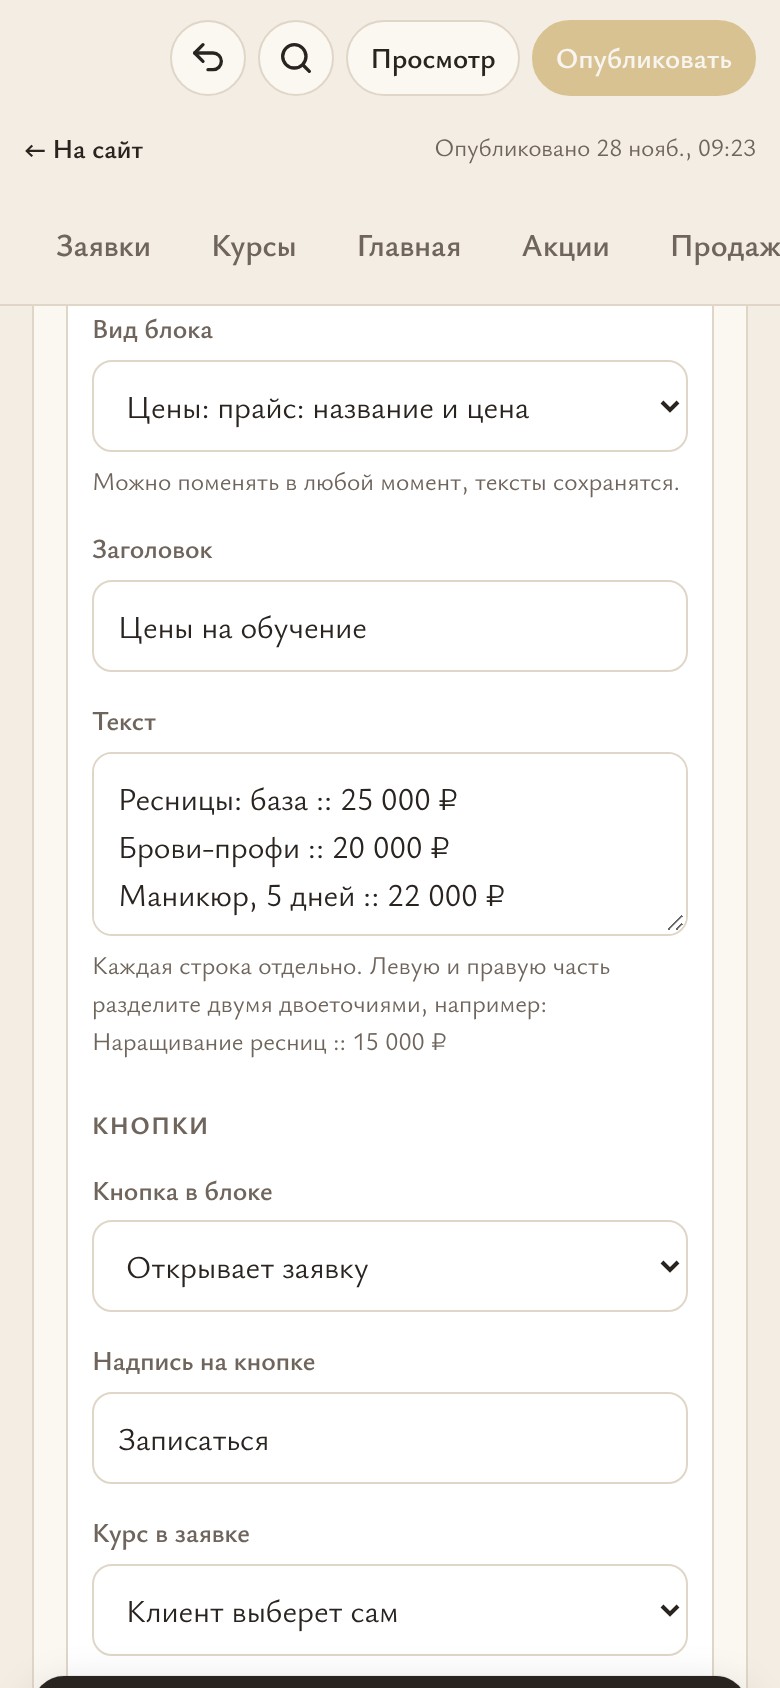 Просмотр
Опубликовать
← На сайт
Опубликовано 28 нояб., 09:23
Заявки Курсы Главная Акции Продаж
Вид блока
Цены: прайс: название и цена
Можно поменять в любой момент, тексты сохранятся.
Заголовок
Цены на обучение
Текст
Ресницы: база :: 25 000 ₽
Брови-профи :: 20 000 ₽
Маникюр, 5 дней :: 22 000 ₽
Каждая строка отдельно. Левую и правую часть
разделите двумя двоеточиями, например:
Наращивание ресниц :: 15 000 ₽
КНОПКИ
Кнопка в блоке
Открывает заявку
Надпись на кнопке
Записаться
Курс в заявке
Клиент выберет сам